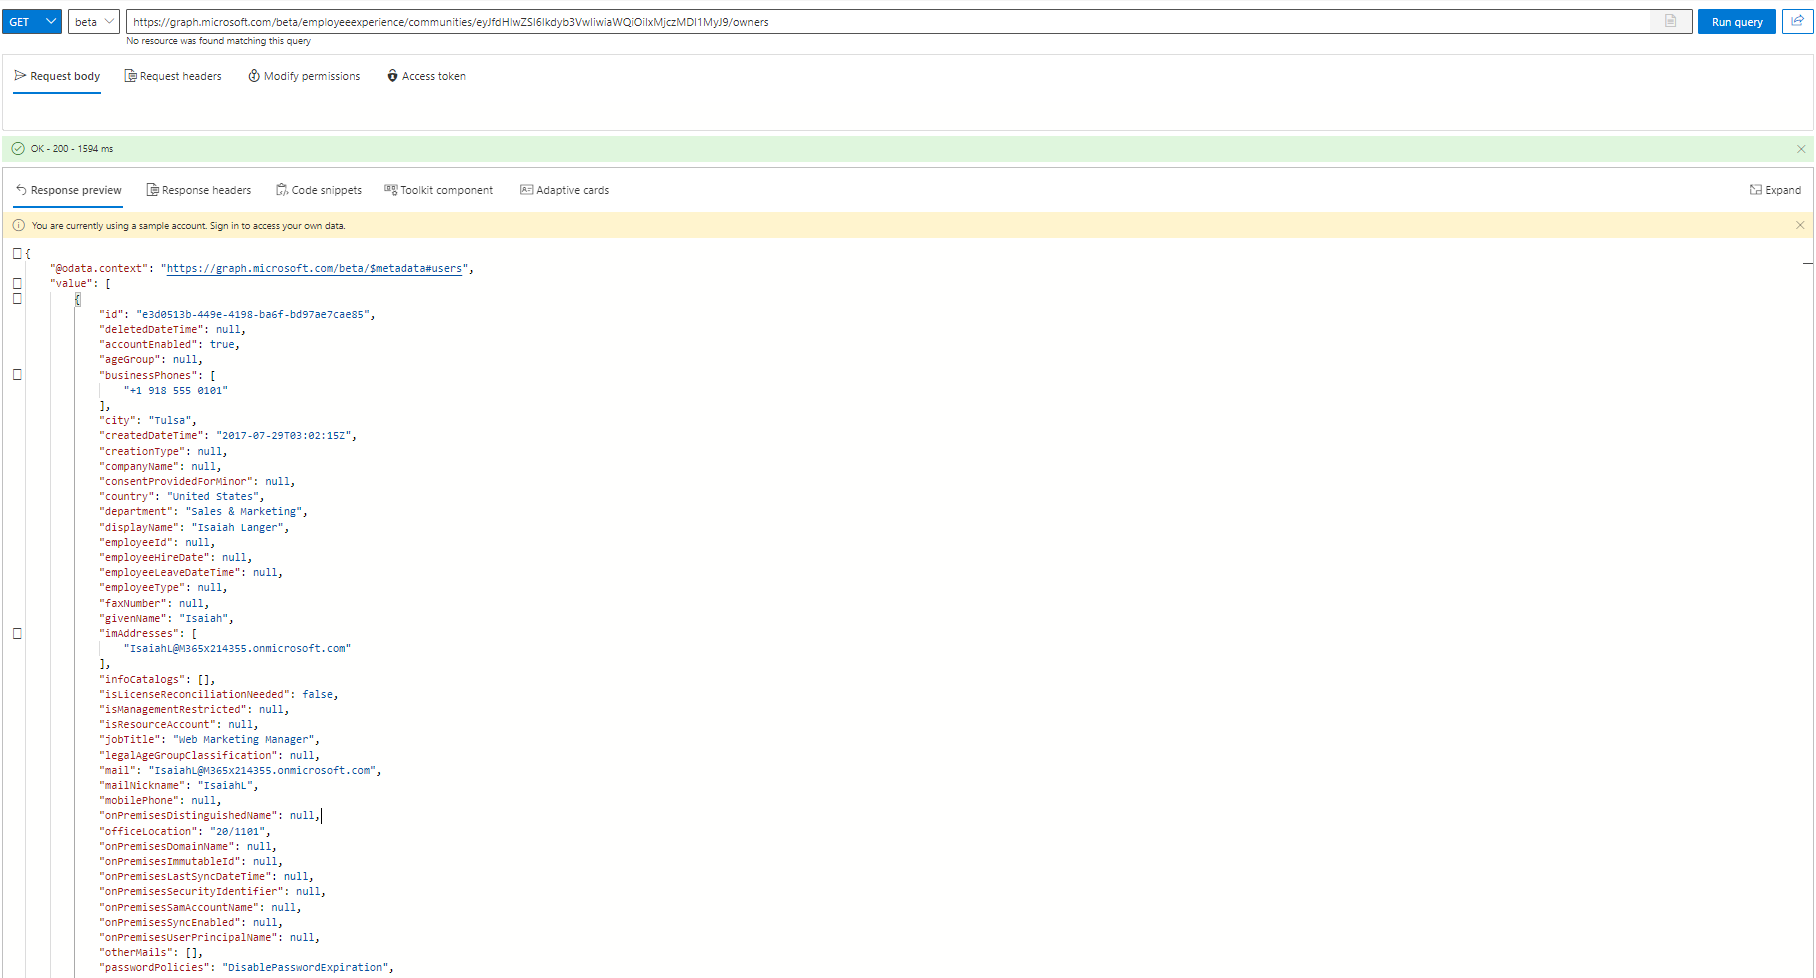 GET beta https://graph.microsoft.com/beta/employeeexperience/communities/eyJfdHlwZSI6Ikdyb3VwIiwiaWQiOiIxMjczMDI1MyJ9/owners Run query
No resource was found matching this query
Request body Request headers Modify permissions Access token
OK - 200 - 1594 ms
Response preview Response headers Code snippets Toolkit component Adaptive cards Expand
You are currently using a sample account. Sign in to access your own data.
{
"@odata.context": "https://graph.microsoft.com/beta/$metadata#users",
"value": [
{
"id": "e3d0513b-449e-4198-ba6f-bd97ae7cae85",
"deletedDateTime": null,
"accountEnabled": true,
"ageGroup": null,
"businessPhones": [
"+1 918 555 0101"
],
"city": "Tulsa",
"createdDateTime": "2017-07-29T03:02:15Z",
"creationType": null,
"companyName": null,
"consentProvidedForMinor": null,
"country": "United States",
"department": "Sales & Marketing",
"displayName": "Isaiah Langer",
"employeeId": null,
"employeeHireDate": null,
"employeeLeaveDateTime": null,
"employeeType": null,
"faxNumber": null,
"givenName": "Isaiah",
"imAddresses": [
"IsaiahL@M365x214355.onmicrosoft.com"
],
"infoCatalogs": [],
"isLicenseReconciliationNeeded": false,
"isManagementRestricted": null,
"isResourceAccount": null,
"jobTitle": "Web Marketing Manager",
"legalAgeGroupClassification": null,
"mail": "IsaiahL@M365x214355.onmicrosoft.com",
"mailNickname": "IsaiahL",
"mobilePhone": null,
"onPremisesDistinguishedName": null,
"officeLocation": "20/1101",
"onPremisesDomainName": null,
"onPremisesImmutableId": null,
"onPremisesLastSyncDateTime": null,
"onPremisesSecurityIdentifier": null,
"onPremisesSamAccountName": null,
"onPremisesSyncEnabled": null,
"onPremisesUserPrincipalName": null,
"otherMails": [],
"passwordPolicies": "DisablePasswordExpiration",